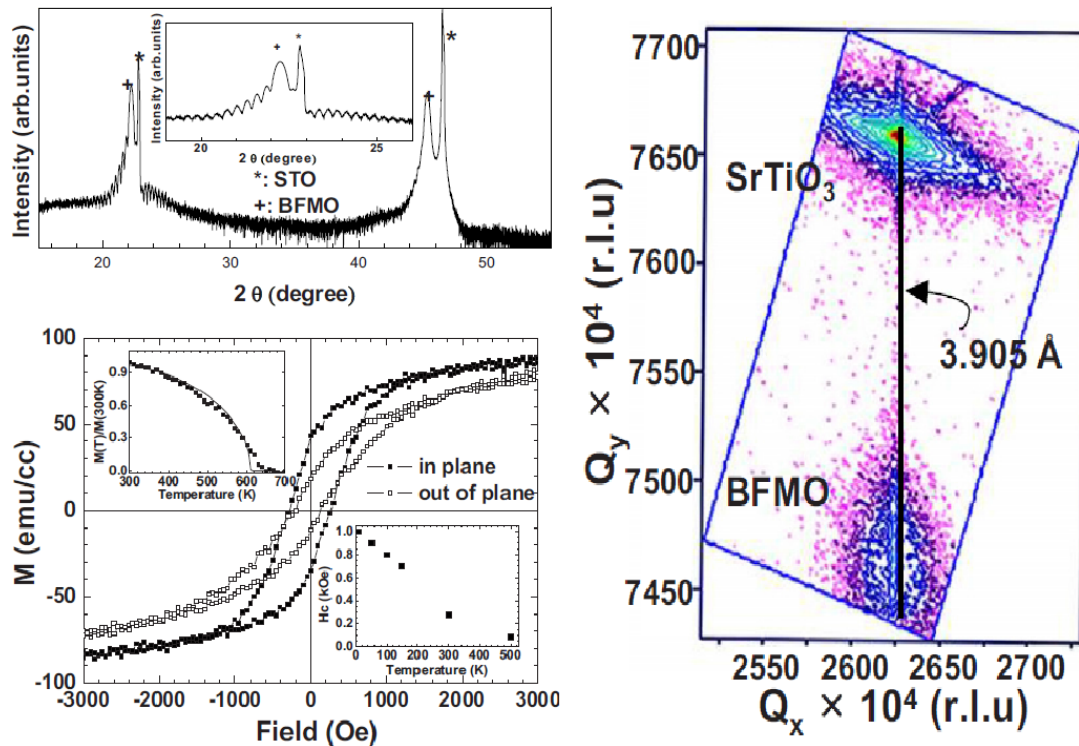 Intensity (arb.units)
+
*
Intensity (arb.units)
+
*
20
25
2 θ (degree)
*: STO
+: BFMO
+
*
20
30
40
50
2 θ (degree)
M (emu/cc)
100
50
0
-50
-100
M(T)/M(300K)
0.9
0.6
0.3
0.0
300 400 500 600 700
Temperature (K)
in plane
out of plane
Hc (kOe)
1.0
0.8
0.6
0.4
0.2
0.0
0 100 200 300 400 500
Temperature (K)
-3000 -2000 -1000 0 1000 2000 3000
Field (Oe)
Qy × 10⁴ (r.l.u)
7700
7650
7600
7550
7500
7450
SrTiO₃
3.905 Å
BFMO
2550 2600 2650 2700
Qx × 10⁴ (r.l.u)